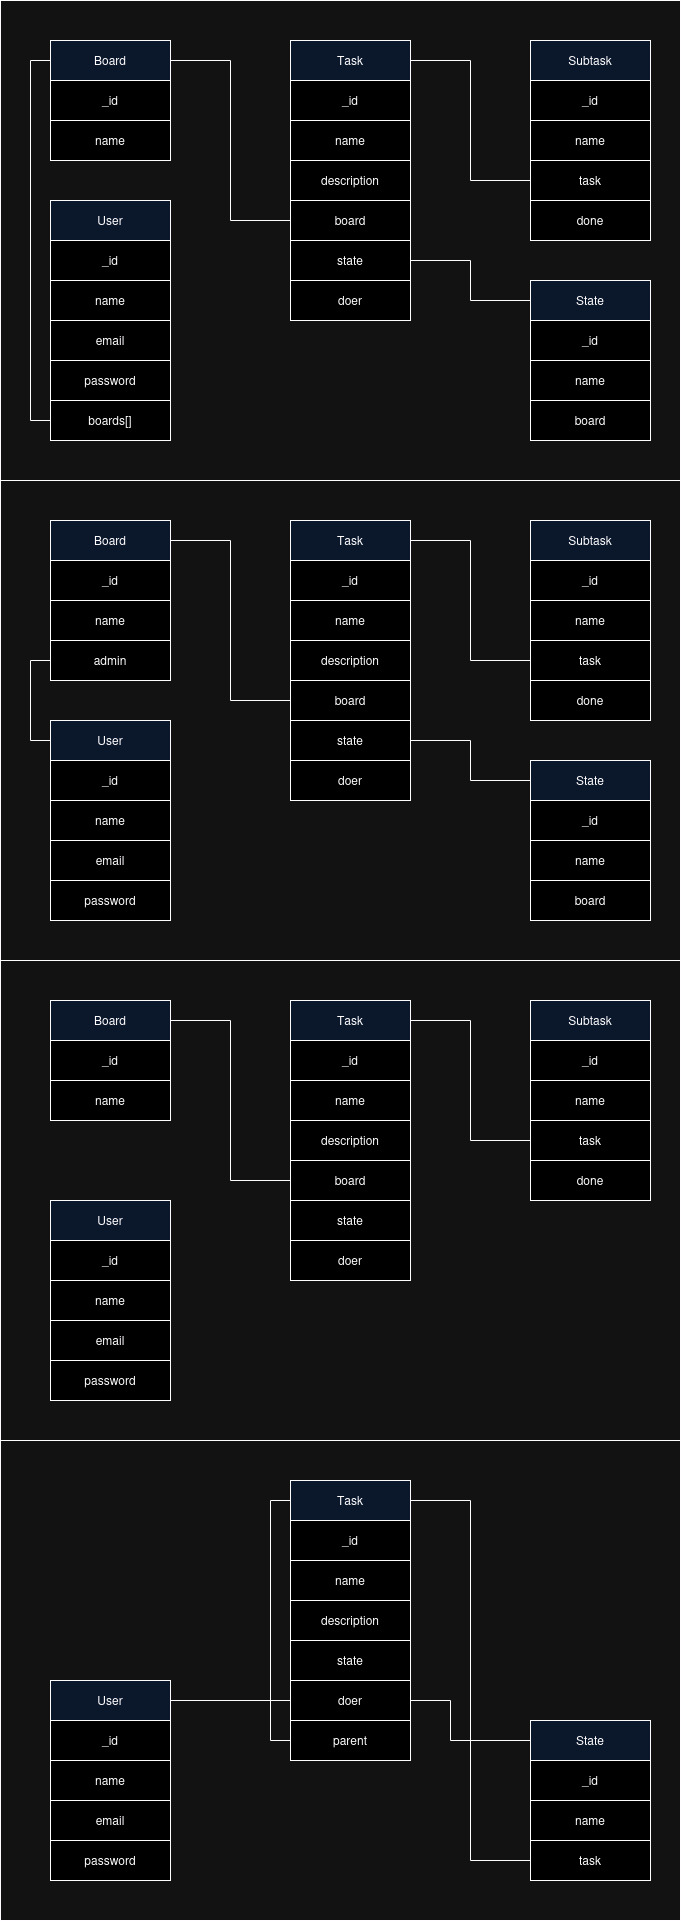 Board
_id
name
User
_id
name
email
password
boards[]
Task
_id
name
description
board
state
doer
Subtask
_id
name
task
done
State
_id
name
board
Board
_id
name
admin
User
_id
name
email
password
Task
_id
name
description
board
state
doer
Subtask
_id
name
task
done
State
_id
name
board
Board
_id
name
User
_id
name
email
password
Task
_id
name
description
board
state
doer
Subtask
_id
name
task
done
User
_id
name
email
password
Task
_id
name
description
state
doer
parent
State
_id
name
task